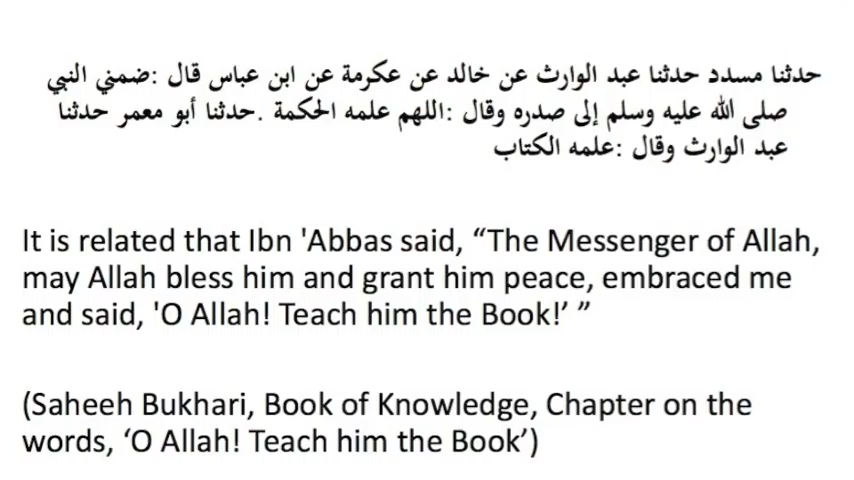 حدثنا مسدد حدثنا عبد الوارث عن خالد عن عكرمة عن ابن عباس قال :ضمني النبي
صلى الله عليه وسلم إلى صدره وقال :اللهم علمه الحكمة .حدثنا أبو معمر حدثنا
عبد الوارث وقال :علمه الكتاب
It is related that Ibn 'Abbas said, “The Messenger of Allah,
may Allah bless him and grant him peace, embraced me
and said, 'O Allah! Teach him the Book!’ ”
(Saheeh Bukhari, Book of Knowledge, Chapter on the
words, ‘O Allah! Teach him the Book’)